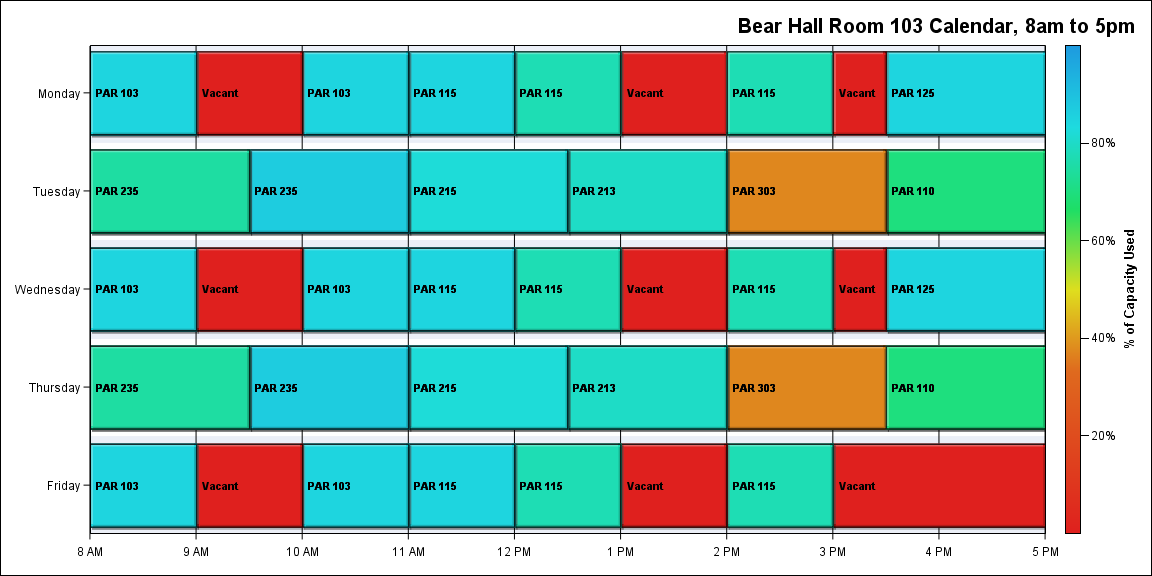 Bear Hall Room 103 Calendar, 8am to 5pm
Monday PAR 103 Vacant PAR 103 PAR 115 PAR 115 Vacant PAR 115 Vacant PAR 125
80%
Tuesday PAR 235 PAR 235 PAR 215 PAR 213 PAR 303 PAR 110
60%
Wednesday PAR 103 Vacant PAR 103 PAR 115 PAR 115 Vacant PAR 115 Vacant PAR 125
% of Capacity Used
40%
Thursday PAR 235 PAR 235 PAR 215 PAR 213 PAR 303 PAR 110
20%
Friday PAR 103 Vacant PAR 103 PAR 115 PAR 115 Vacant PAR 115 Vacant
8 AM 9 AM 10 AM 11 AM 12 PM 1 PM 2 PM 3 PM 4 PM 5 PM